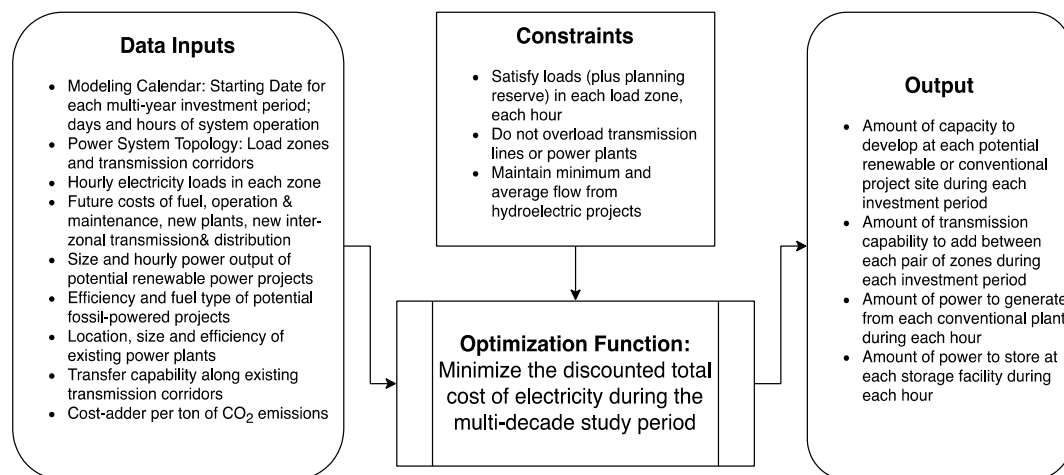 Data Inputs
• Modeling Calendar: Starting Date for
each multi-year investment period;
days and hours of system operation
• Power System Topology: Load zones
and transmission corridors
• Hourly electricity loads in each zone
• Future costs of fuel, operation &
maintenance, new plants, new inter-
zonal transmission& distribution
• Size and hourly power output of
potential renewable power projects
• Efficiency and fuel type of potential
fossil-powered projects
• Location, size and efficiency of
existing power plants
• Transfer capability along existing
transmission corridors
• Cost-adder per ton of CO2 emissions
Constraints
• Satisfy loads (plus planning
reserve) in each load zone,
each hour
• Do not overload transmission
lines or power plants
• Maintain minimum and
average flow from
hydroelectric projects
Optimization Function:
Minimize the discounted total
cost of electricity during the
multi-decade study period
Output
• Amount of capacity to
develop at each potential
renewable or conventional
project site during each
investment period
• Amount of transmission
capability to add between
each pair of zones during
each investment period
• Amount of power to generate
from each conventional plant
during each hour
• Amount of power to store at
each storage facility during
each hour